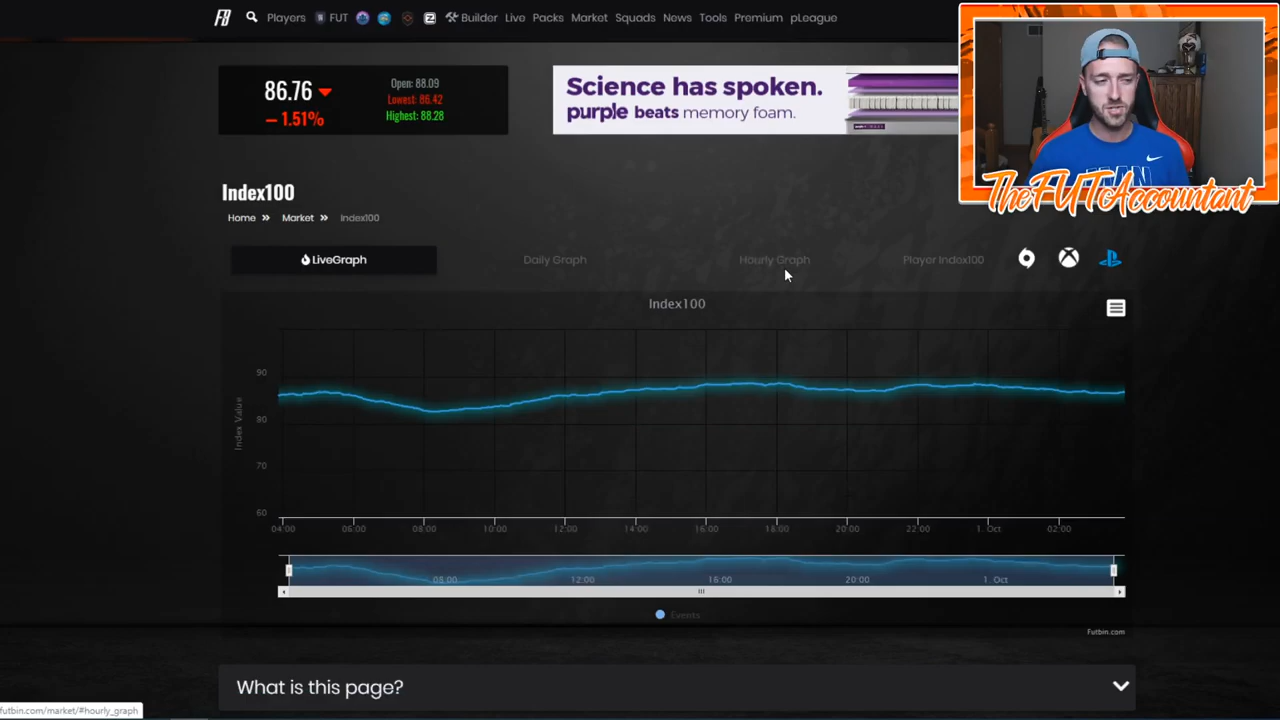 FB Players FUT Z Builder Live Packs Market Squads News Tools Premium pLeague
86.76
Open: 88.09
Lowest: 86.42
– 1.51%
Highest: 88.28
Science has spoken.
purple beats memory foam.
TheFUTAccountant
Index100
Home » Market » Index100
LiveGraph Daily Graph Hourly Graph Player Index100
Index100
90
80
70
60
Index Value
04:00 06:00 08:00 10:00 12:00 14:00 16:00 18:00 20:00 22:00 1. Oct 02:00
08:00 12:00 16:00 20:00 1. Oct
Events
Futbin.com
What is this page?
futbin.com/market/#hourly_graph